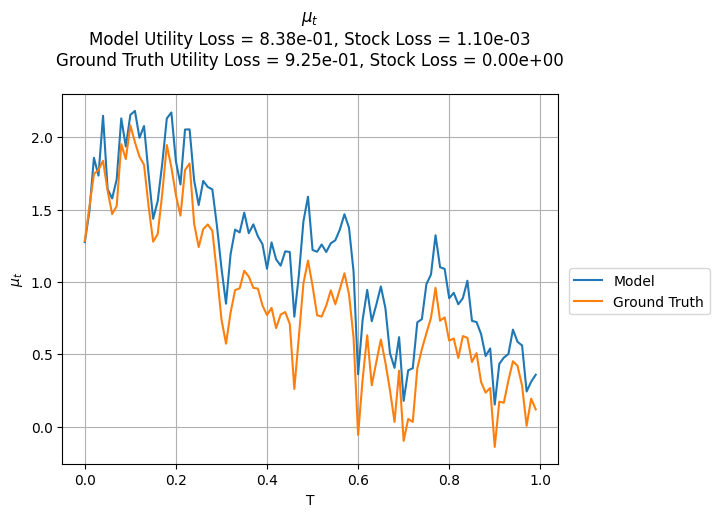 μ_t
Model Utility Loss = 8.38e-01, Stock Loss = 1.10e-03
Ground Truth Utility Loss = 9.25e-01, Stock Loss = 0.00e+00
2.0
1.5
1.0
0.5
0.0
μ_t
0.0 0.2 0.4 0.6 0.8 1.0
T
Model
Ground Truth